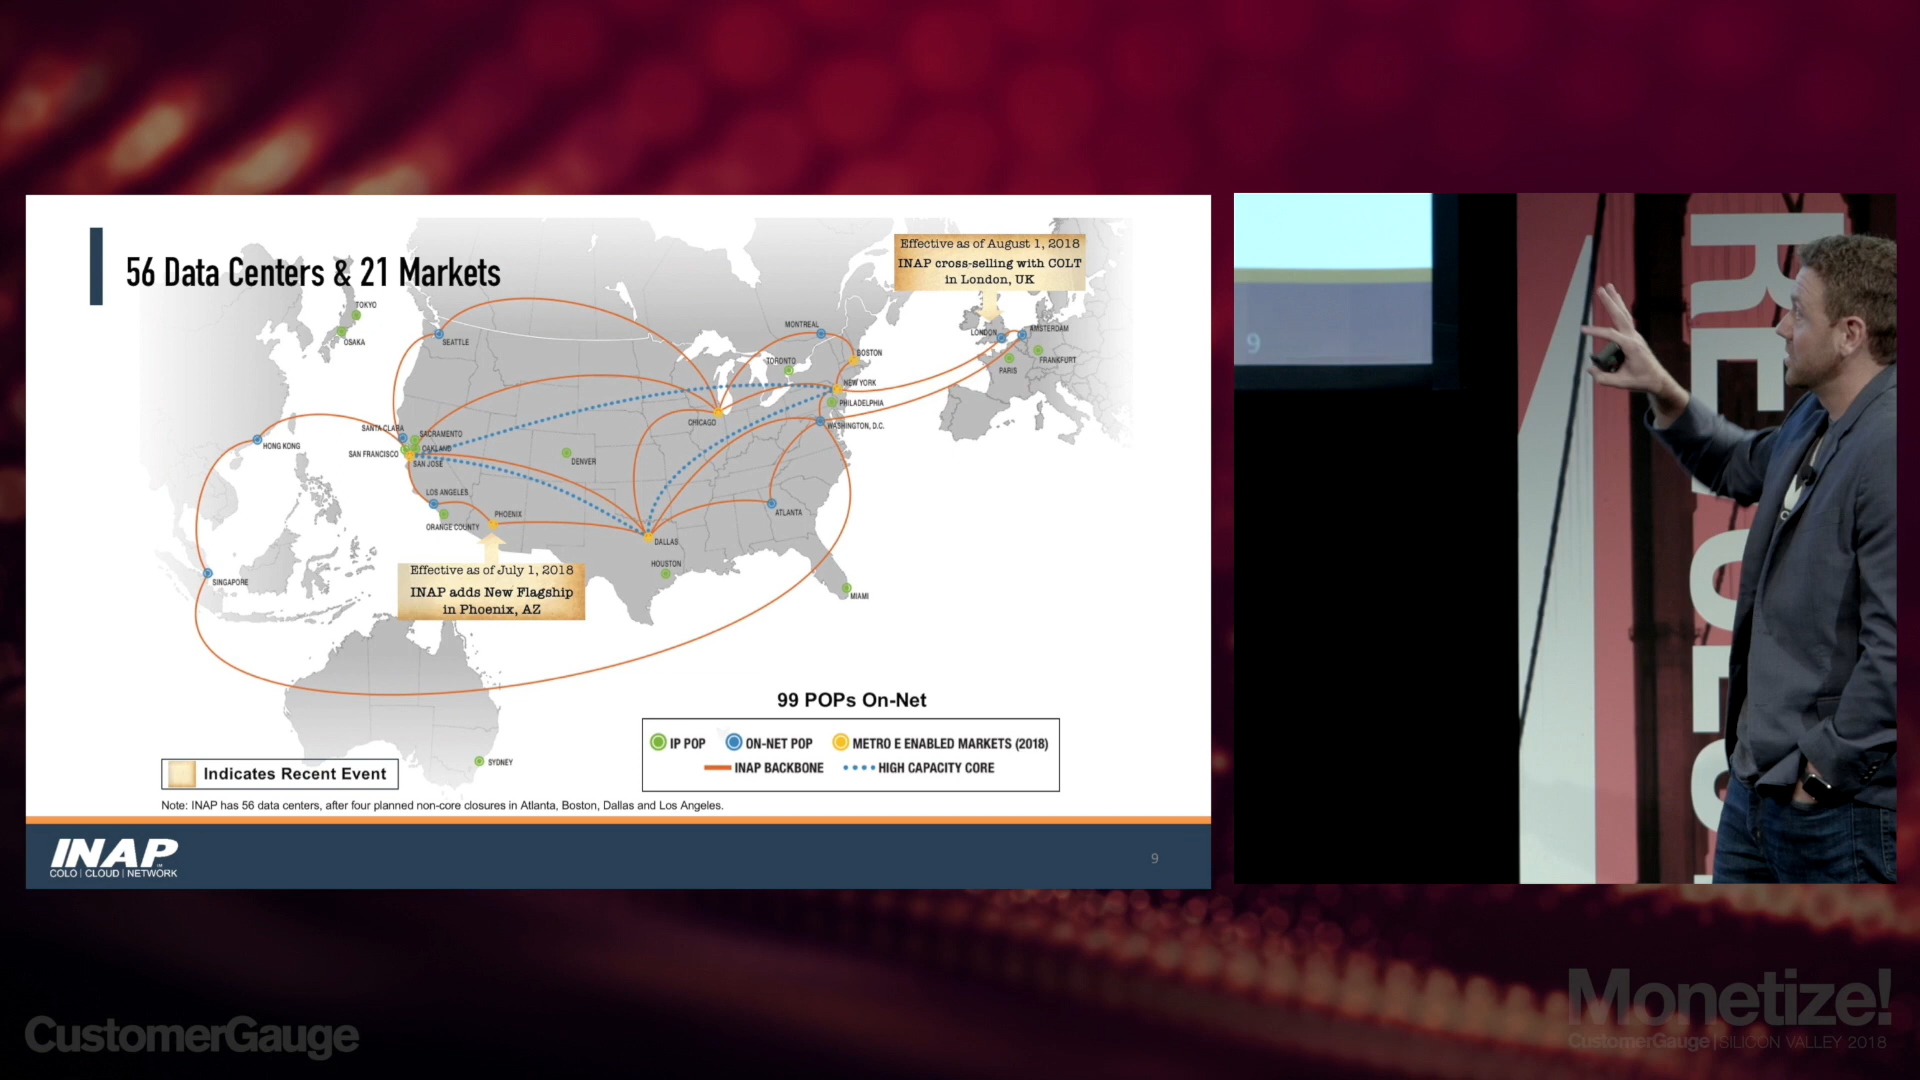 56 Data Centers & 21 Markets
Effective as of August 1, 2018
INAP cross-selling with COLT
in London, UK
TOKYO
OSAKA
SEATTLE
MONTREAL
TORONTO
BOSTON
NEW YORK
PHILADELPHIA
WASHINGTON, D.C.
LONDON
AMSTERDAM
PARIS
FRANKFURT
CHICAGO
HONG KONG
SANTA CLARA
SACRAMENTO
OAKLAND
SAN FRANCISCO
SAN JOSE
DENVER
LOS ANGELES
ORANGE COUNTY
PHOENIX
DALLAS
ATLANTA
HOUSTON
MIAMI
SINGAPORE
Effective as of July 1, 2018
INAP adds New Flagship
in Phoenix, AZ
SYDNEY
99 POPs On-Net
IP POP
ON-NET POP
METRO E ENABLED MARKETS (2018)
INAP BACKBONE
HIGH CAPACITY CORE
Indicates Recent Event
Note: INAP has 56 data centers, after four planned non-core closures in Atlanta, Boston, Dallas and Los Angeles.
INAP
COLO | CLOUD | NETWORK
9
9
CustomerGauge
Monetize!
CustomerGauge | SILICON VALLEY 2018